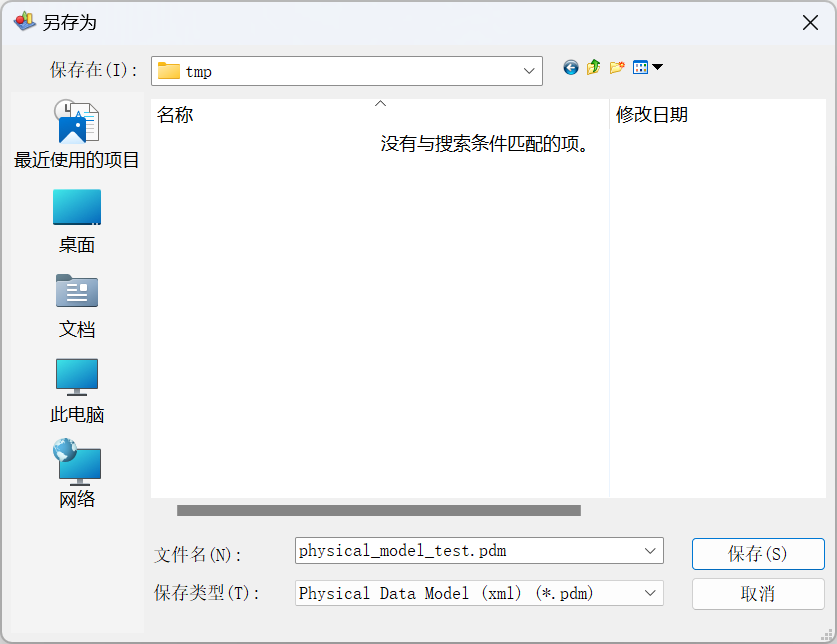 另存为
保存在(I): tmp
名称 修改日期
没有与搜索条件匹配的项。
最近使用的项目
桌面
文档
此电脑
网络
文件名(N): physical_model_test.pdm 保存(S)
保存类型(T): Physical Data Model (xml) (*.pdm) 取消